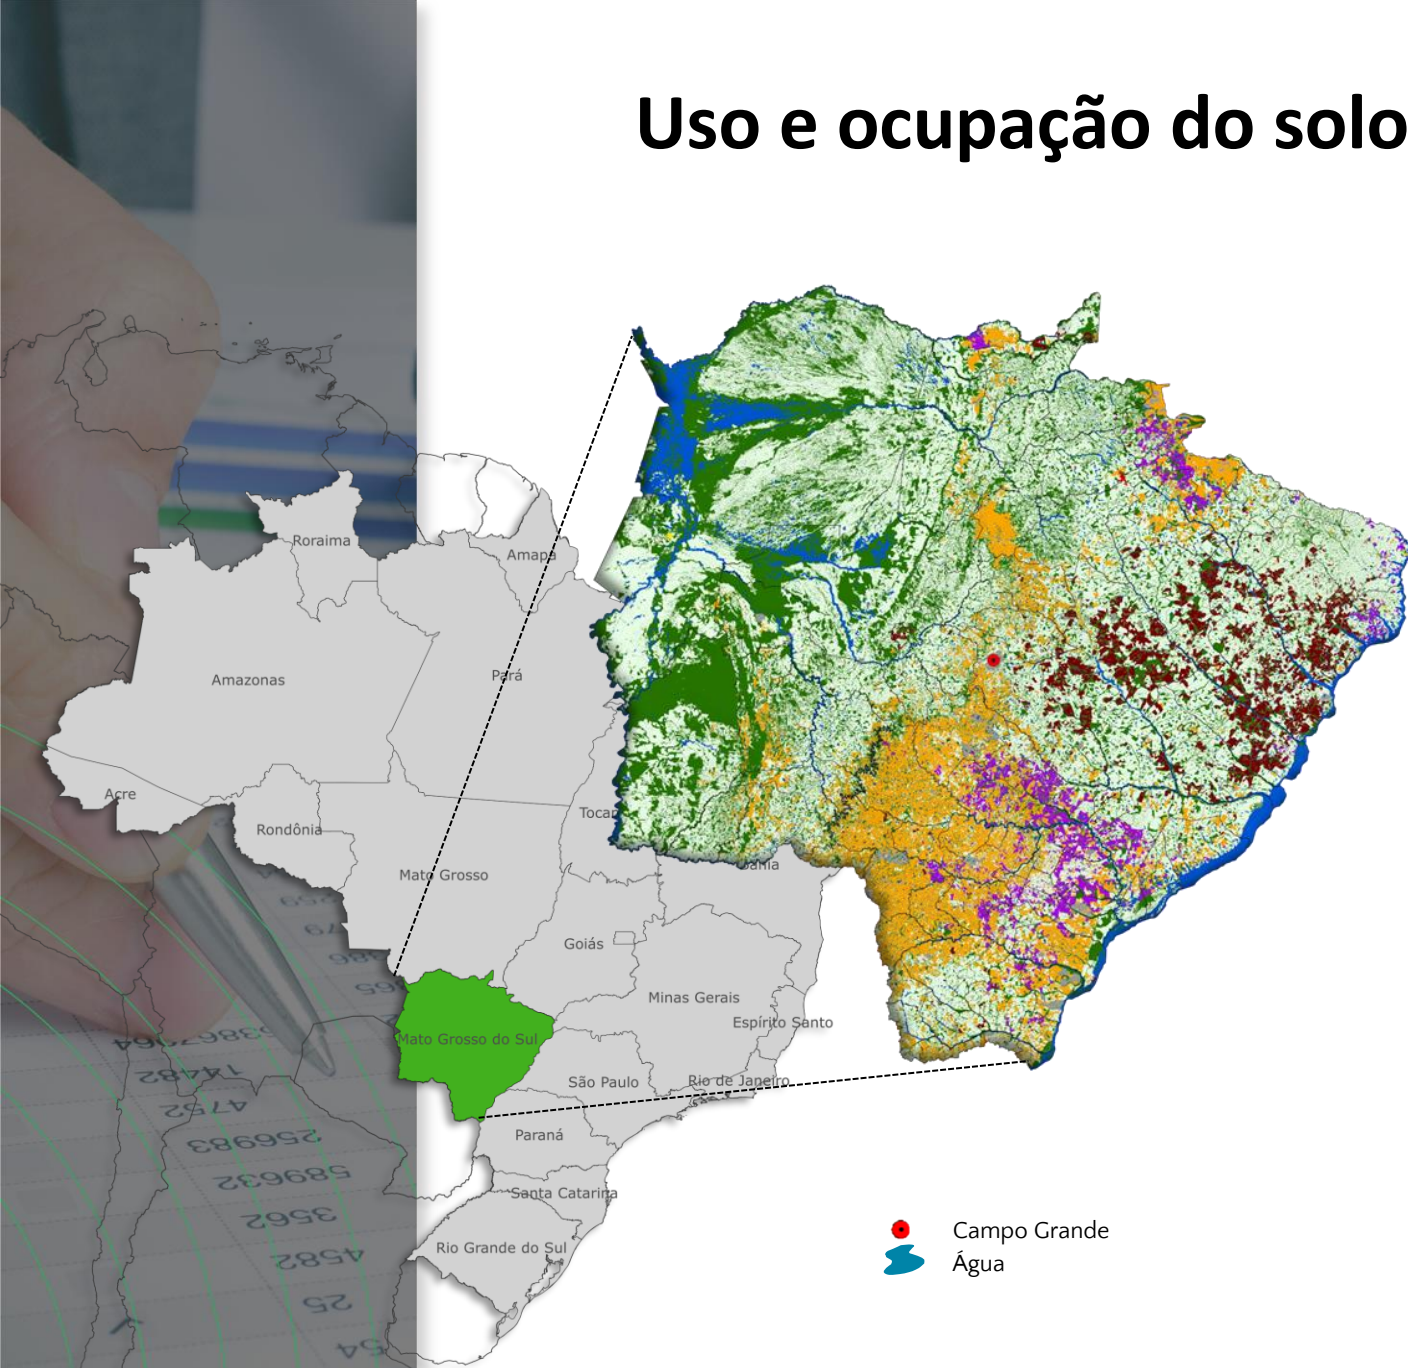 Uso e ocupação do solo
Roraima
Amapá
Amazonas
Pará
Acre
Rondônia
Mato Grosso
Goiás
Minas Gerais
Espírito Santo
Mato Grosso do Sul
São Paulo
Rio de Janeiro
Paraná
Santa Catarina
Rio Grande do Sul
14482
4752
256983
589632
3562
4582
25
54
Campo Grande
Água